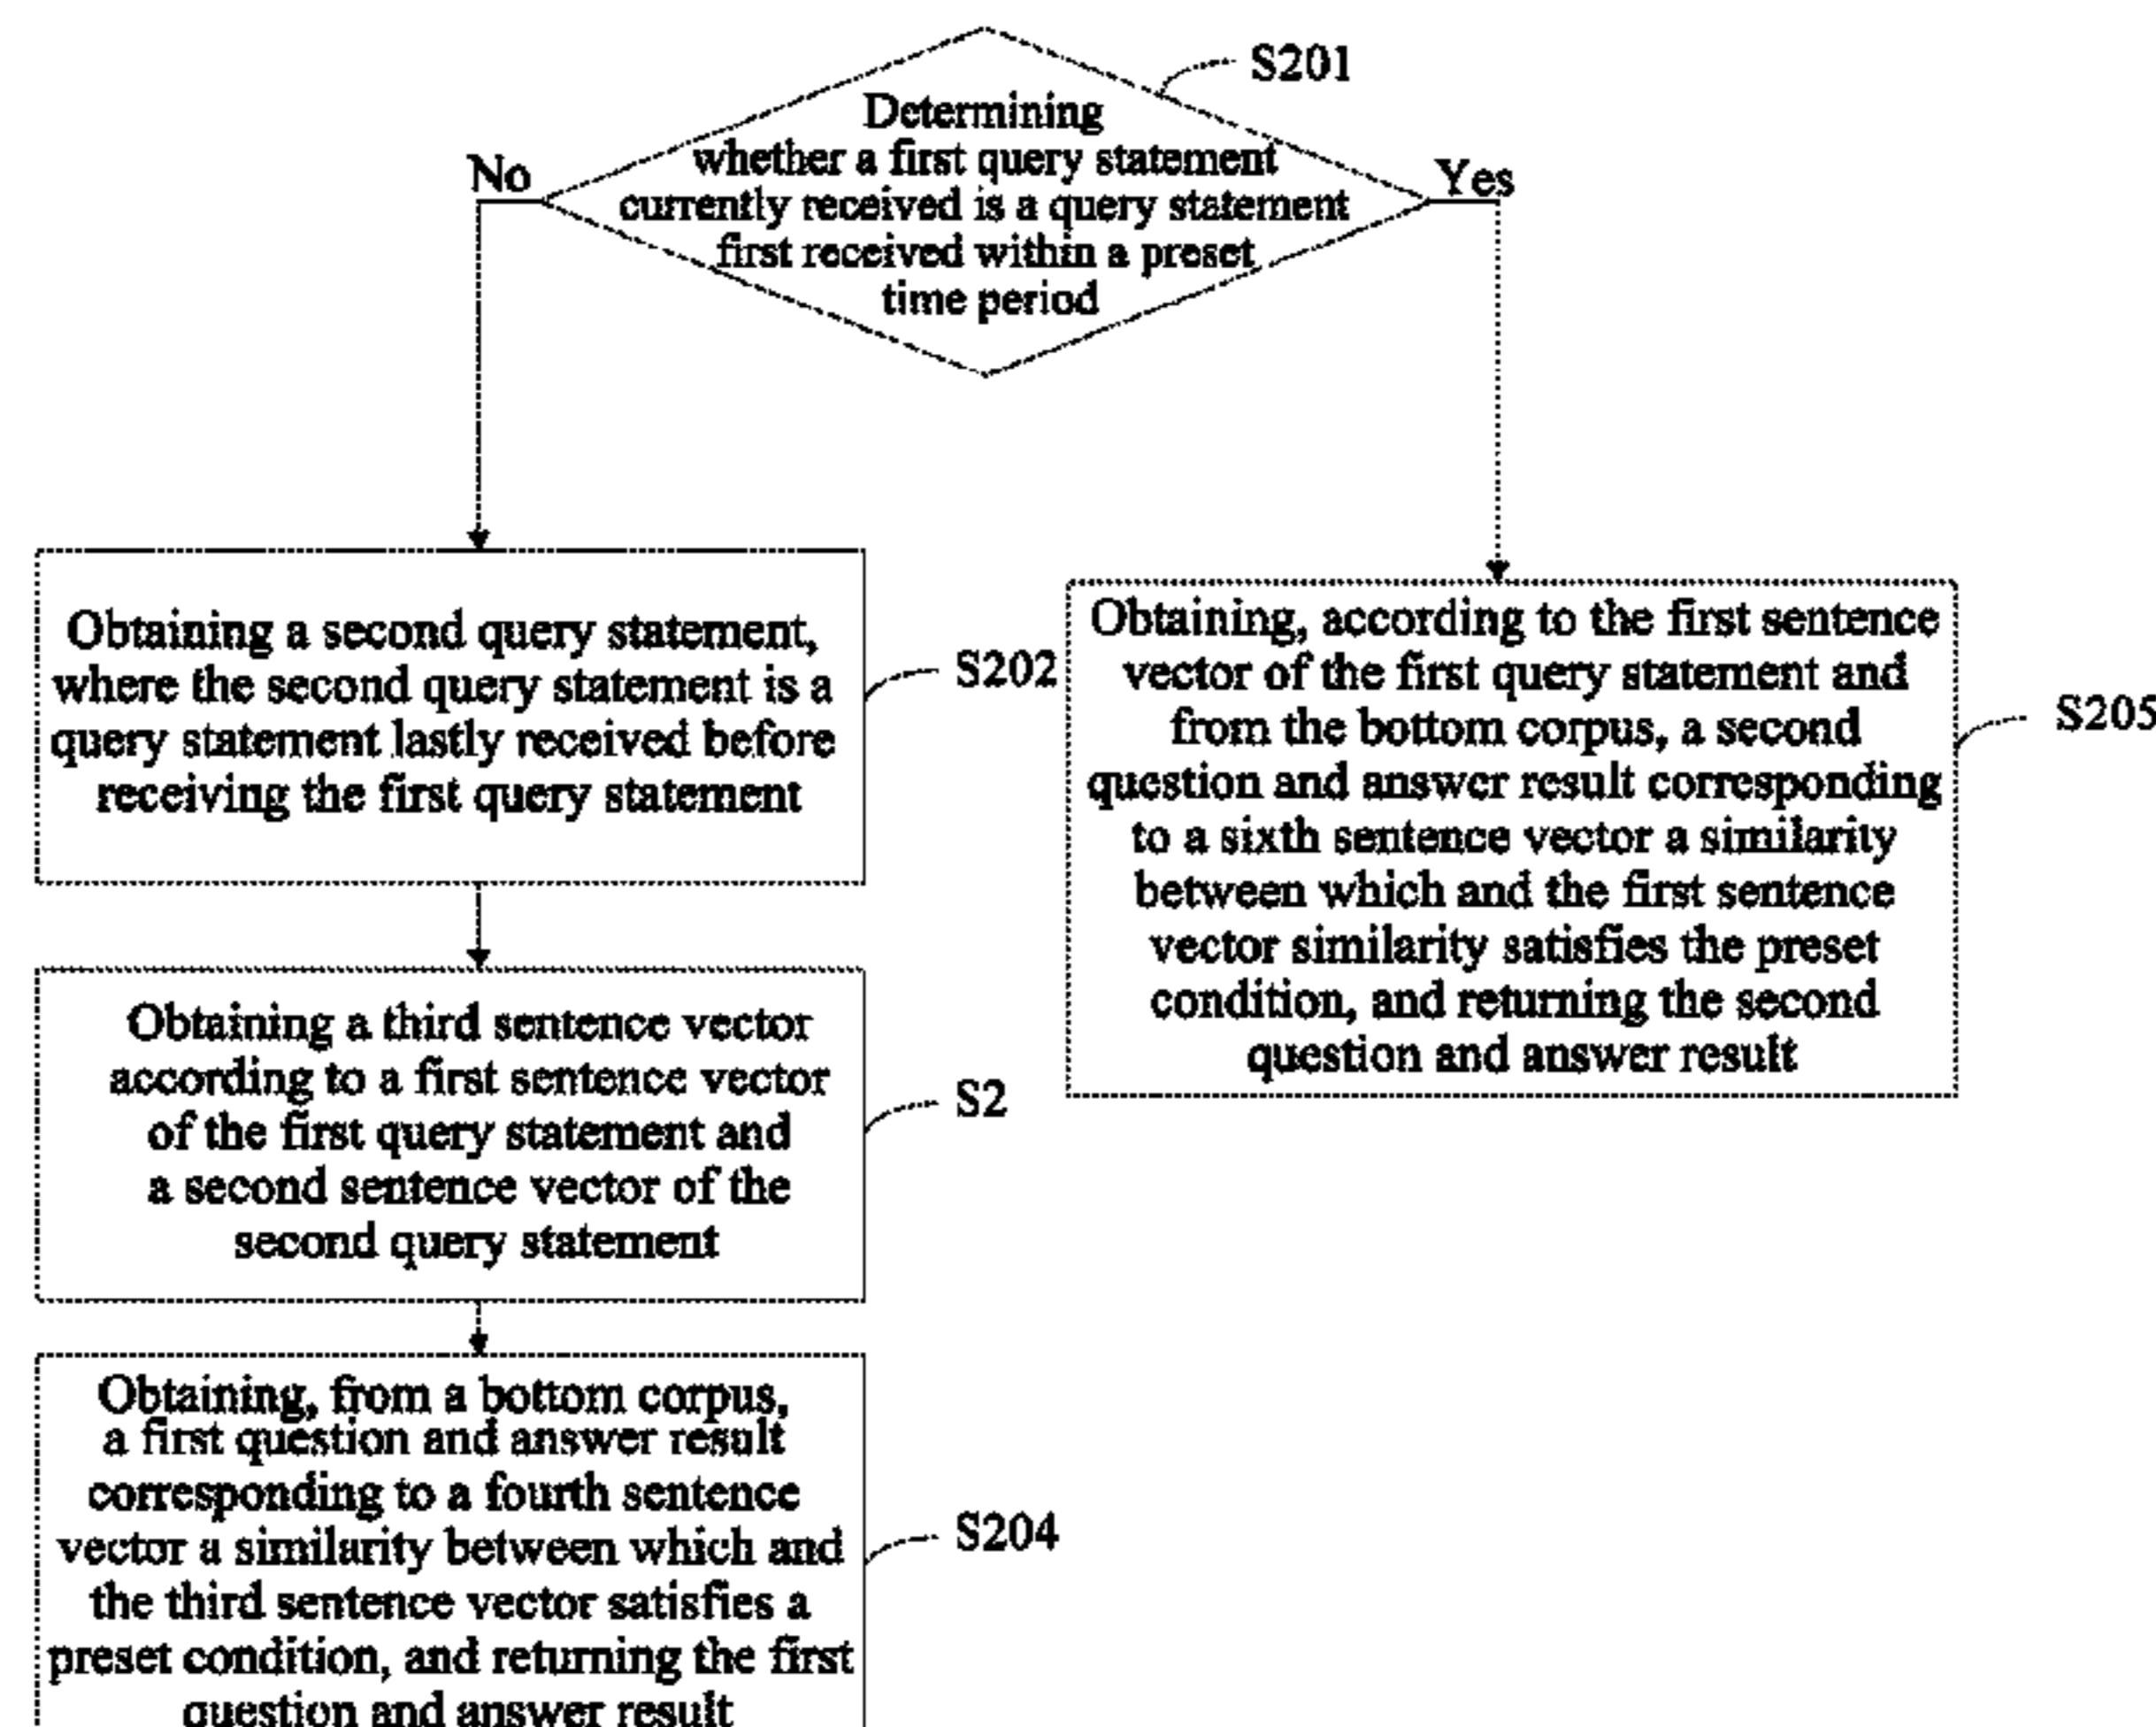 S201
Determining
whether a first query statement
currently received is a query statement
first received within a preset
time period
No
Yes
Obtaining a second query statement,
where the second query statement is a
query statement lastly received before
receiving the first query statement
S202
Obtaining, according to the first sentence
vector of the first query statement and
from the bottom corpus, a second
question and answer result corresponding
to a sixth sentence vector a similarity
between which and the first sentence
vector similarity satisfies the preset
condition, and returning the second
question and answer result
S205
Obtaining a third sentence vector
according to a first sentence vector
of the first query statement and
a second sentence vector of the
second query statement
S2
Obtaining, from a bottom corpus,
a first question and answer result
corresponding to a fourth sentence
vector a similarity between which and
the third sentence vector satisfies a
preset condition, and returning the first
question and answer result
S204